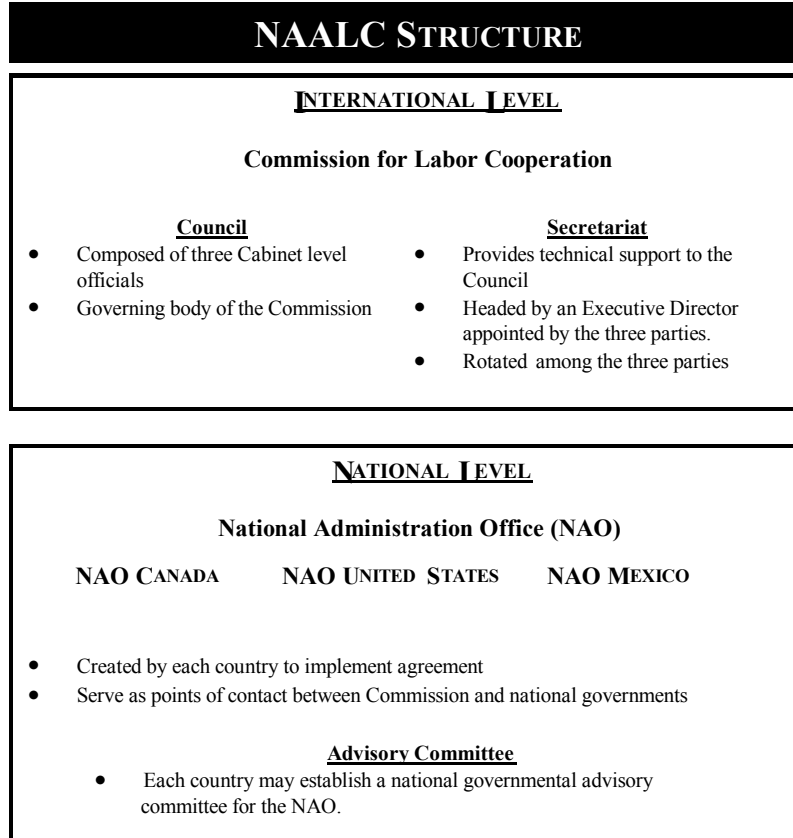 NAALC STRUCTURE
INTERNATIONAL LEVEL
Commission for Labor Cooperation
Council
• Composed of three Cabinet level
officials
• Governing body of the Commission
Secretariat
• Provides technical support to the
Council
• Headed by an Executive Director
appointed by the three parties.
• Rotated among the three parties
NATIONAL LEVEL
National Administration Office (NAO)
NAO CANADA NAO UNITED STATES NAO MEXICO
• Created by each country to implement agreement
• Serve as points of contact between Commission and national governments
Advisory Committee
• Each country may establish a national governmental advisory
committee for the NAO.